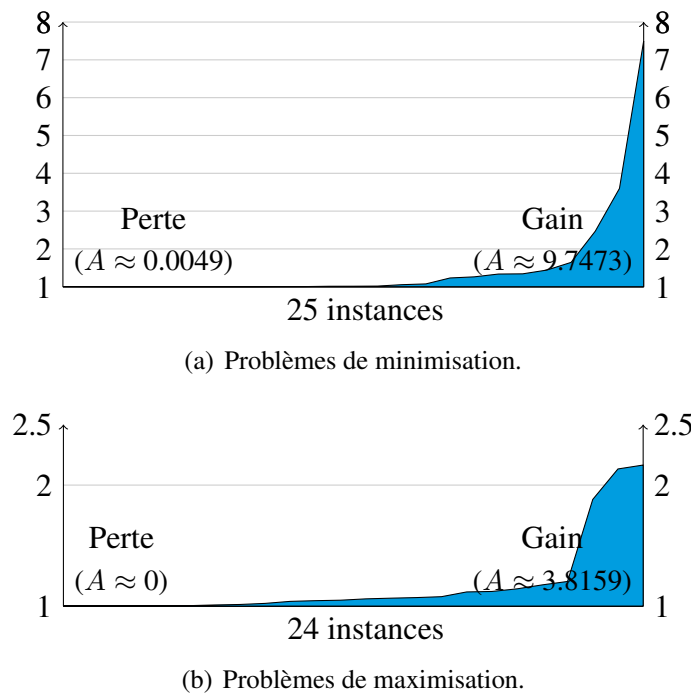 8 8
7 7
6 6
5 5
4 4
3 3
Perte Gain
2 2
(A ≈ 0.0049) (A ≈ 9.7473)
1 1
25 instances
(a) Problèmes de minimisation.
2.5 2.5
2 2
Perte Gain
(A ≈ 0) (A ≈ 3.8159)
1 1
24 instances
(b) Problèmes de maximisation.